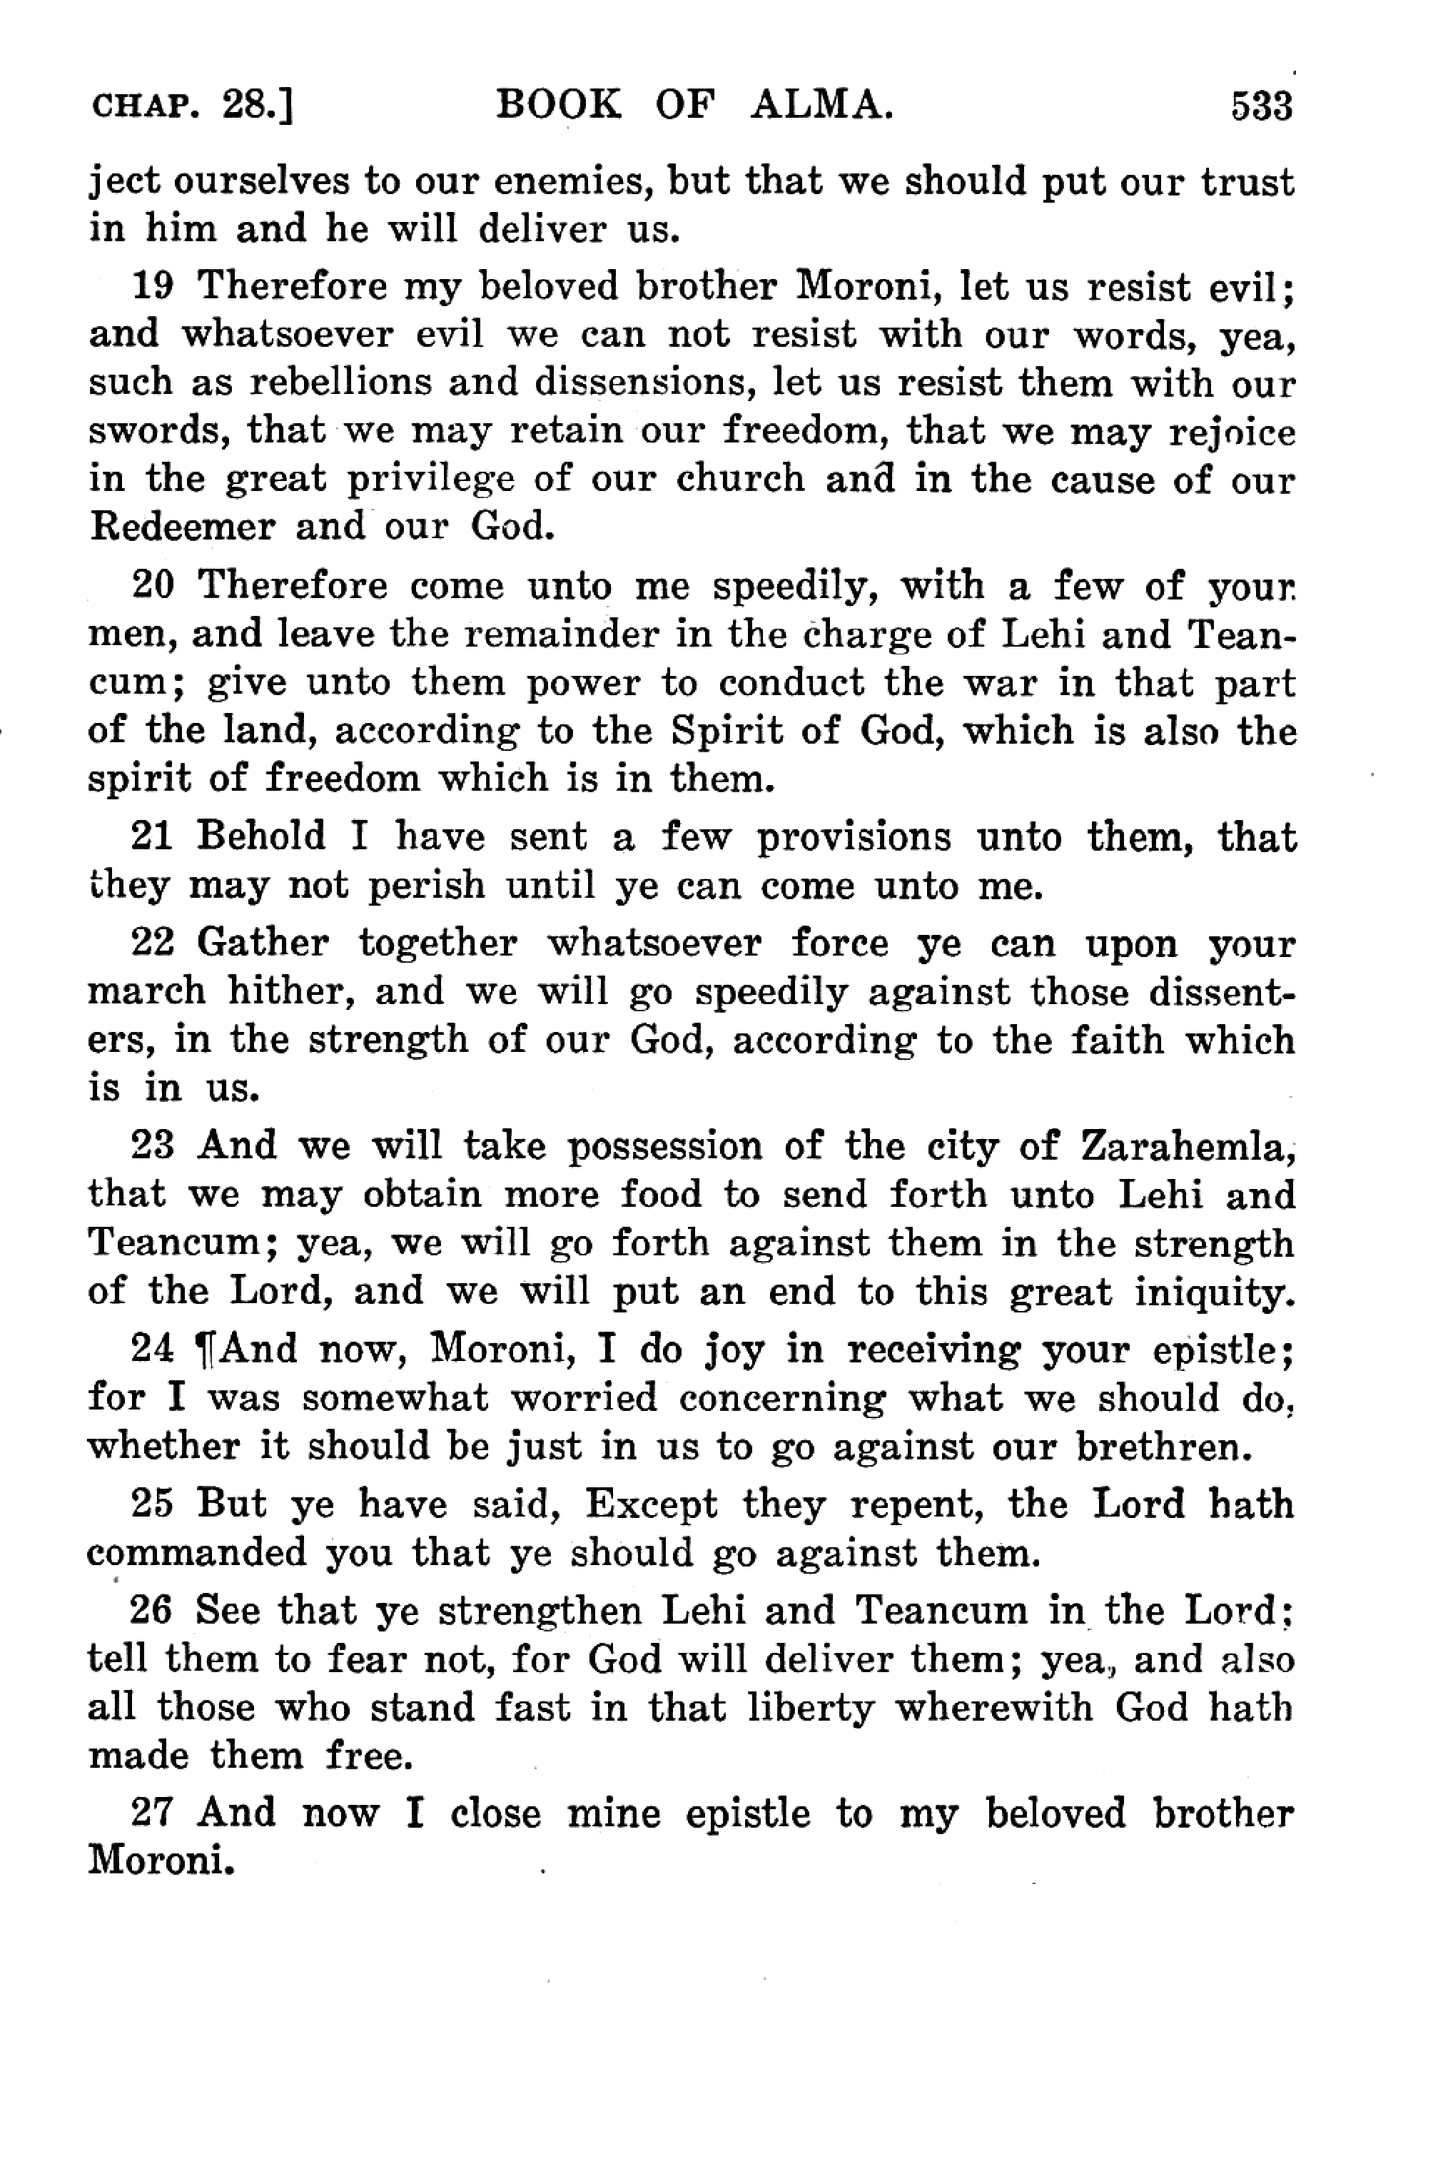 CHAP. 28.] BOOK OF ALMA. 533
ject ourselves to our enemies, but that we should put our trust
in him and he will deliver us.
19 Therefore my beloved brother Moroni, let us resist evil;
and whatsoever evil we can not resist with our words, yea,
such as rebellions and dissensions, let us resist them with our
swords, that we may retain our freedom, that we may rejoice
in the great privilege of our church and in the cause of our
Redeemer and our God.
20 Therefore come unto me speedily, with a few of your
men, and leave the remainder in the charge of Lehi and Tean-
cum; give unto them power to conduct the war in that part
of the land, according to the Spirit of God, which is also the
spirit of freedom which is in them.
21 Behold I have sent a few provisions unto them, that
they may not perish until ye can come unto me.
22 Gather together whatsoever force ye can upon your
march hither, and we will go speedily against those dissent-
ers, in the strength of our God, according to the faith which
is in us.
23 And we will take possession of the city of Zarahemla,
that we may obtain more food to send forth unto Lehi and
Teancum; yea, we will go forth against them in the strength
of the Lord, and we will put an end to this great iniquity.
24 ¶And now, Moroni, I do joy in receiving your epistle;
for I was somewhat worried concerning what we should do,
whether it should be just in us to go against our brethren.
25 But ye have said, Except they repent, the Lord hath
commanded you that ye should go against them.
26 See that ye strengthen Lehi and Teancum in the Lord;
tell them to fear not, for God will deliver them; yea, and also
all those who stand fast in that liberty wherewith God hath
made them free.
27 And now I close mine epistle to my beloved brother
Moroni.